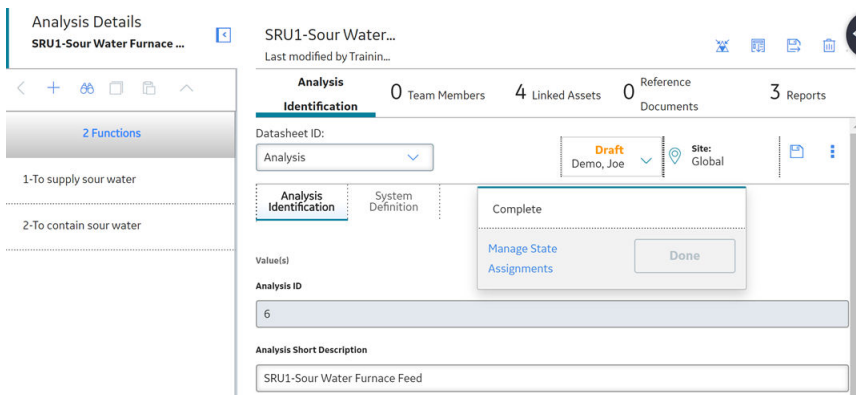 Analysis Details
SRU1-Sour Water Furnace ...
2 Functions
1-To supply sour water
2-To contain sour water
SRU1-Sour Water...
Last modified by Trainin...
Analysis
Identification
0 Team Members
4 Linked Assets
0 Reference
Documents
3 Reports
Datasheet ID:
Analysis
Draft
Demo, Joe
Site:
Global
Analysis
Identification
System
Definition
Complete
Manage State
Assignments
Done
Value(s)
Analysis ID
6
Analysis Short Description
SRU1-Sour Water Furnace Feed